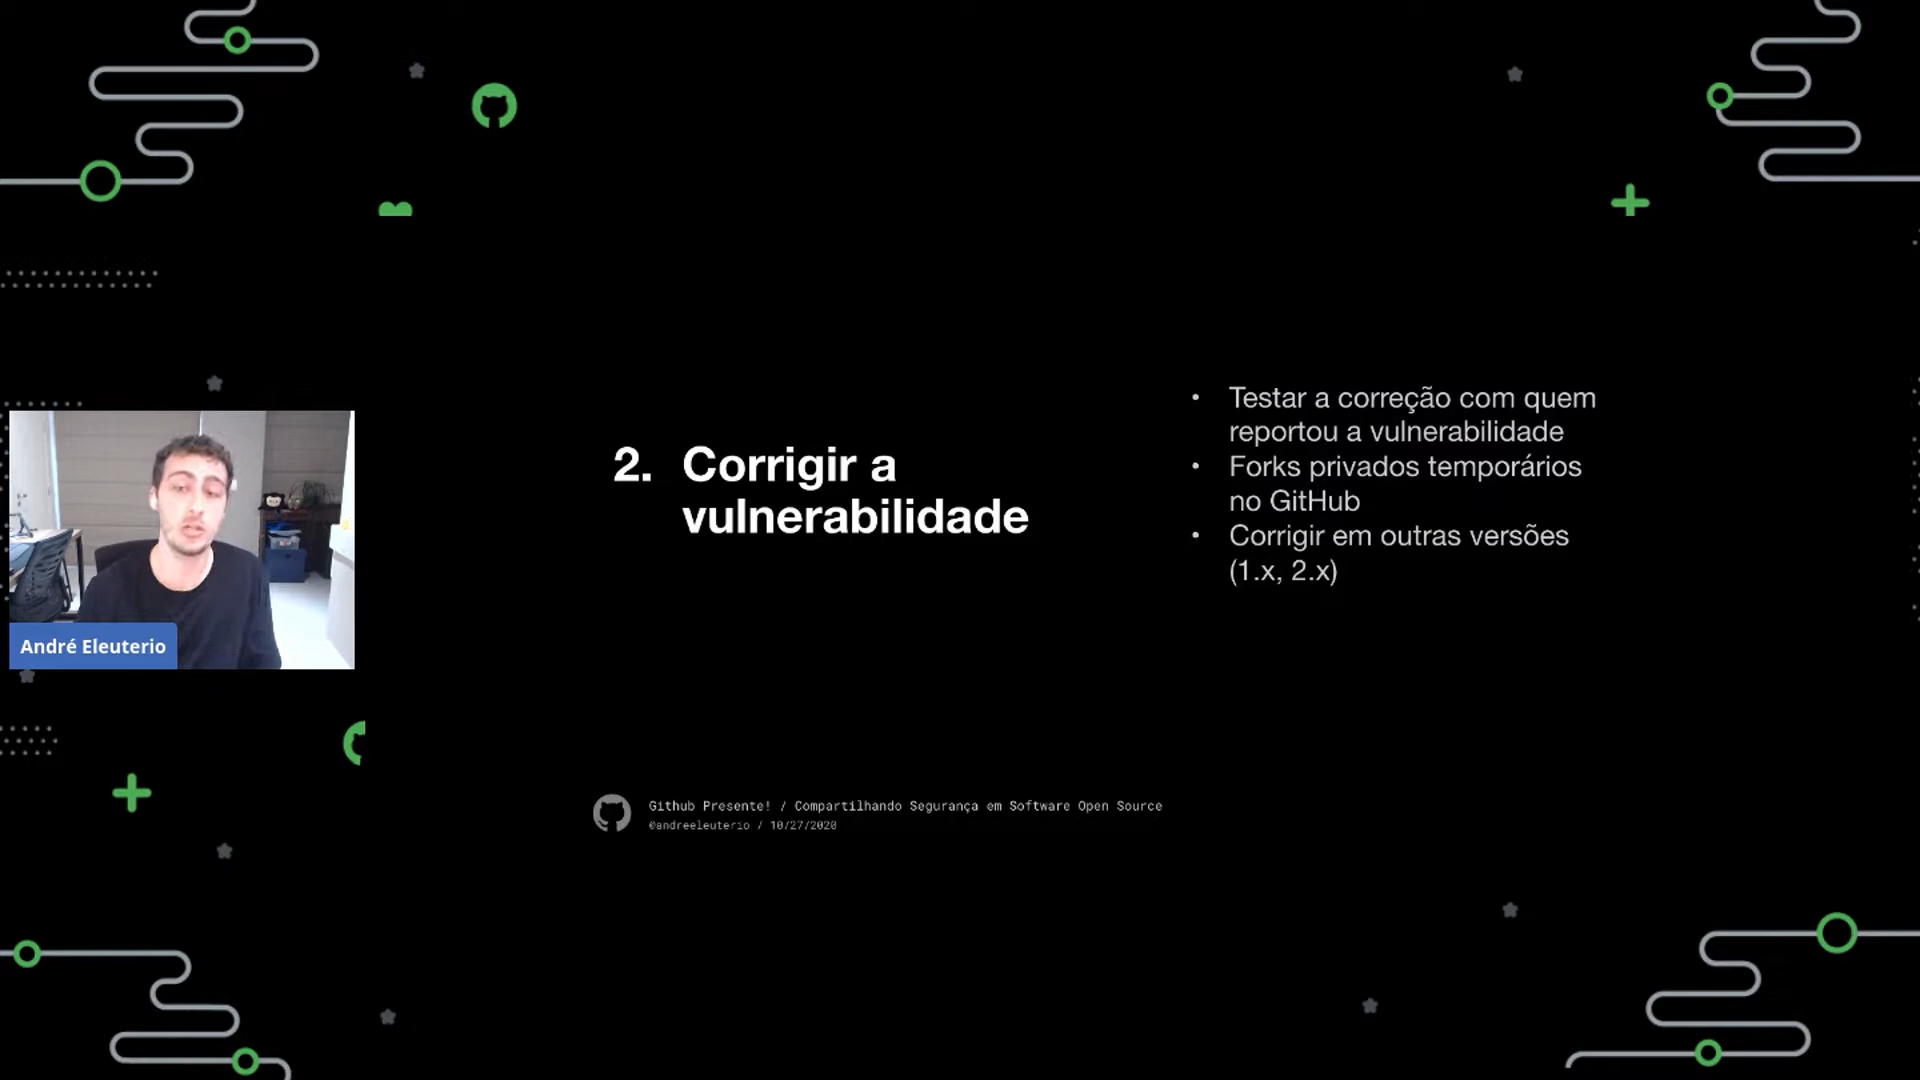 2. Corrigir a
vulnerabilidade
• Testar a correção com quem
reportou a vulnerabilidade
• Forks privados temporários
no GitHub
• Corrigir em outras versões
(1.x, 2.x)
André Eleuterio
Github Presente! / Compartilhando Segurança em Software Open Source
@andreeleuterio / 10/27/2020